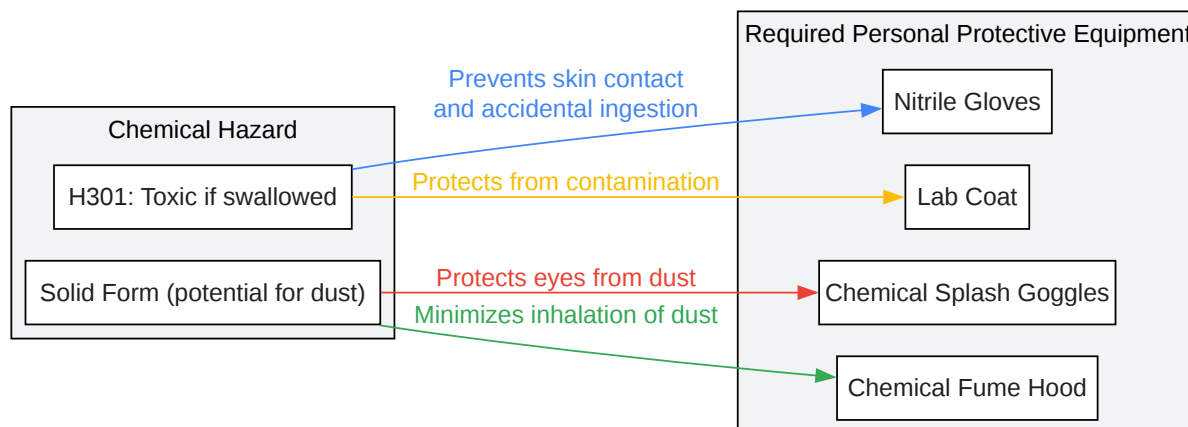 Chemical Hazard
H301: Toxic if swallowed
Solid Form (potential for dust)
Prevents skin contact
and accidental ingestion
Protects from contamination
Protects eyes from dust
Minimizes inhalation of dust
Required Personal Protective Equipment
Nitrile Gloves
Lab Coat
Chemical Splash Goggles
Chemical Fume Hood